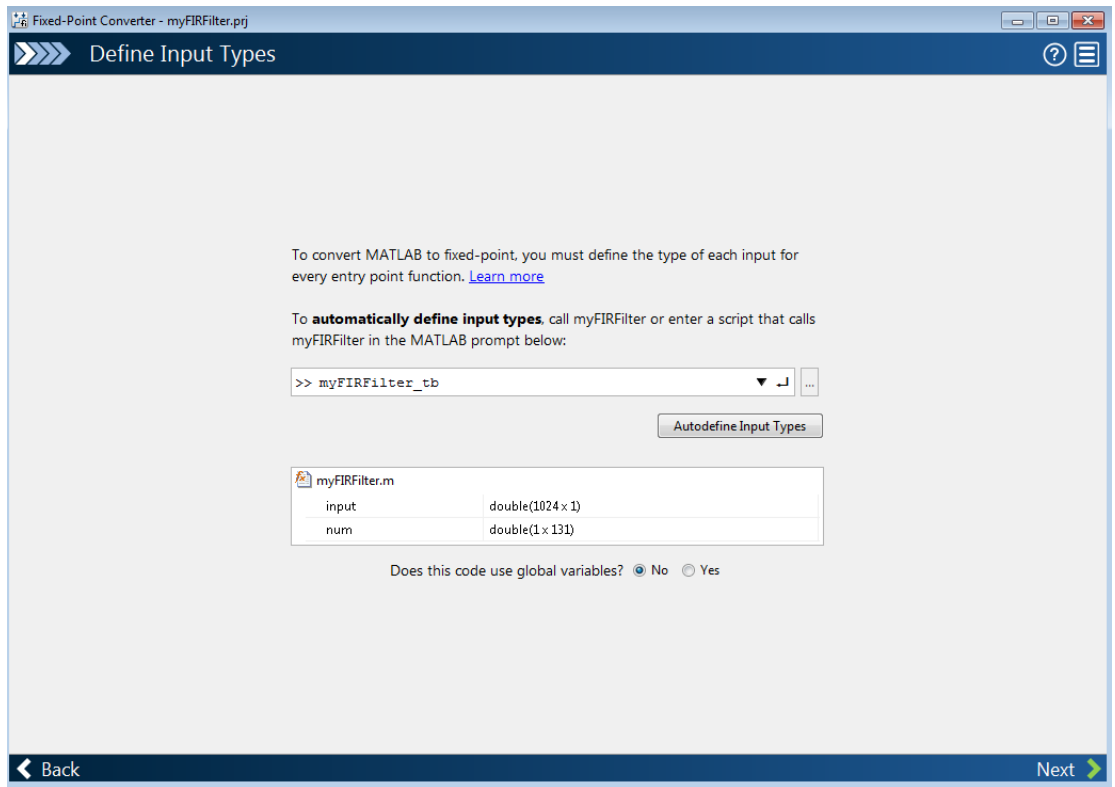 Fixed-Point Converter - myFIRFilter.prj
Define Input Types
To convert MATLAB to fixed-point, you must define the type of each input for
every entry point function. Learn more
To automatically define input types, call myFIRFilter or enter a script that calls
myFIRFilter in the MATLAB prompt below:
>> myFIRFilter_tb
...
Autodefine Input Types
myFIRFilter.m
input double(1024 x 1)
num double(1 x 131)
Does this code use global variables? No Yes
Back Next